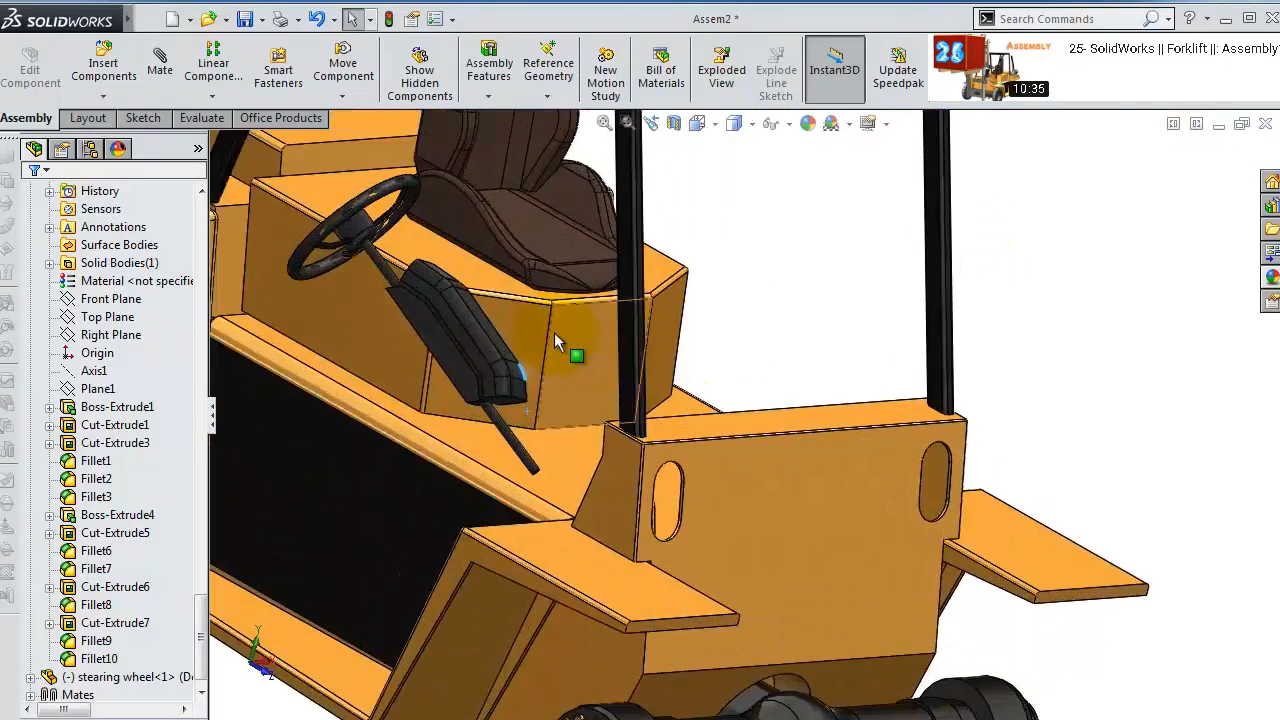 SOLIDWORKS
Assem2 *
Search Commands
?
Edit
Component
Insert
Components
Mate
Linear
Compon...
Smart
Fasteners
Move
Component
Show
Hidden
Components
Assembly
Features
Reference
Geometry
New
Motion
Study
Bill of
Materials
Exploded
View
Explode
Line
Sketch
Instant3D
Update
Speedpak
25
Assembly
10:35
25- SolidWorks || Forklift ||: Assembly
Assembly
Layout
Sketch
Evaluate
Office Products
»
History
Sensors
Annotations
Surface Bodies
Solid Bodies(1)
Material <not specifie
Front Plane
Top Plane
Right Plane
Origin
Axis1
Plane1
Boss-Extrude1
Cut-Extrude1
Cut-Extrude3
Fillet1
Fillet2
Fillet3
Boss-Extrude4
Cut-Extrude5
Fillet6
Fillet7
Cut-Extrude6
Fillet8
Cut-Extrude7
Fillet9
Fillet10
(-) stearing wheel<1> (D
Mates
Y
Z